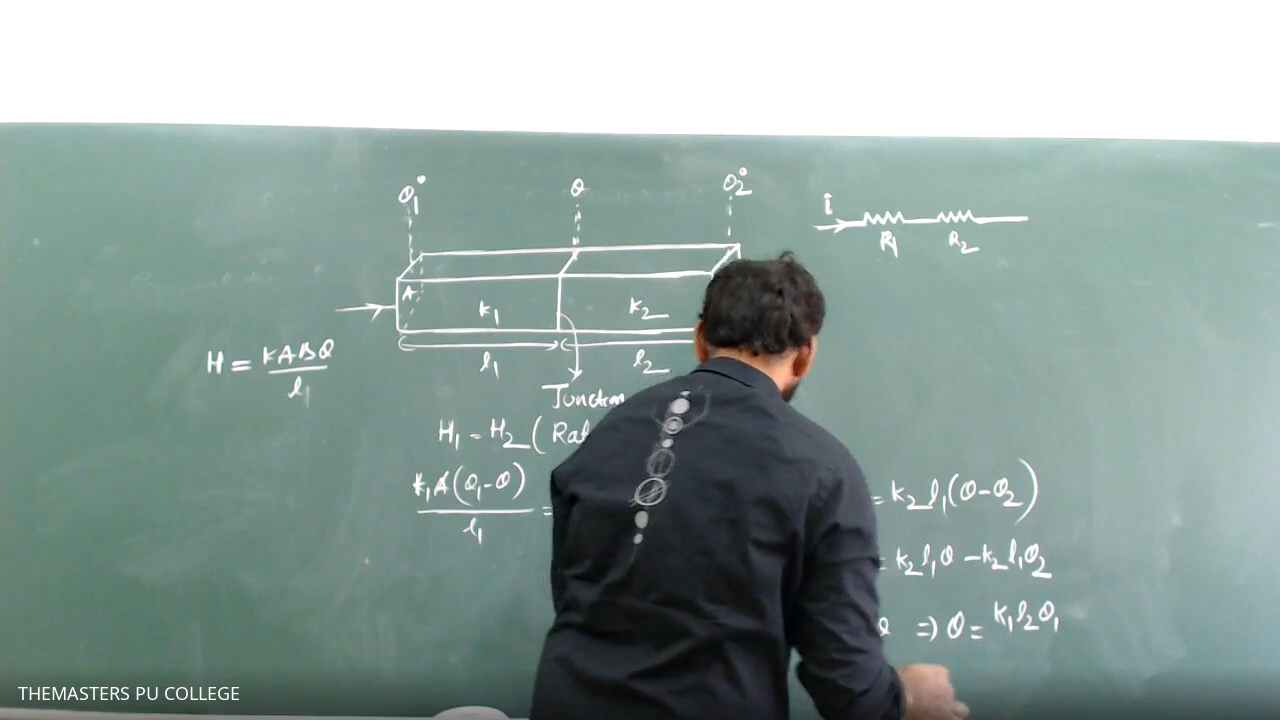 θ₁° θ θ₂°
i
R₁ R₂
A
K₁ K₂
l₁ l₂
H = KAΔθ / l₁
Junction
H₁ = H₂ (
K₁A(θ₁-θ) / l₁ =
= K₂l₁(θ-θ₂)
= K₂l₁θ - K₂l₁θ₂
⇒ θ = K₁l₂θ₁
THEMASTERS PU COLLEGE